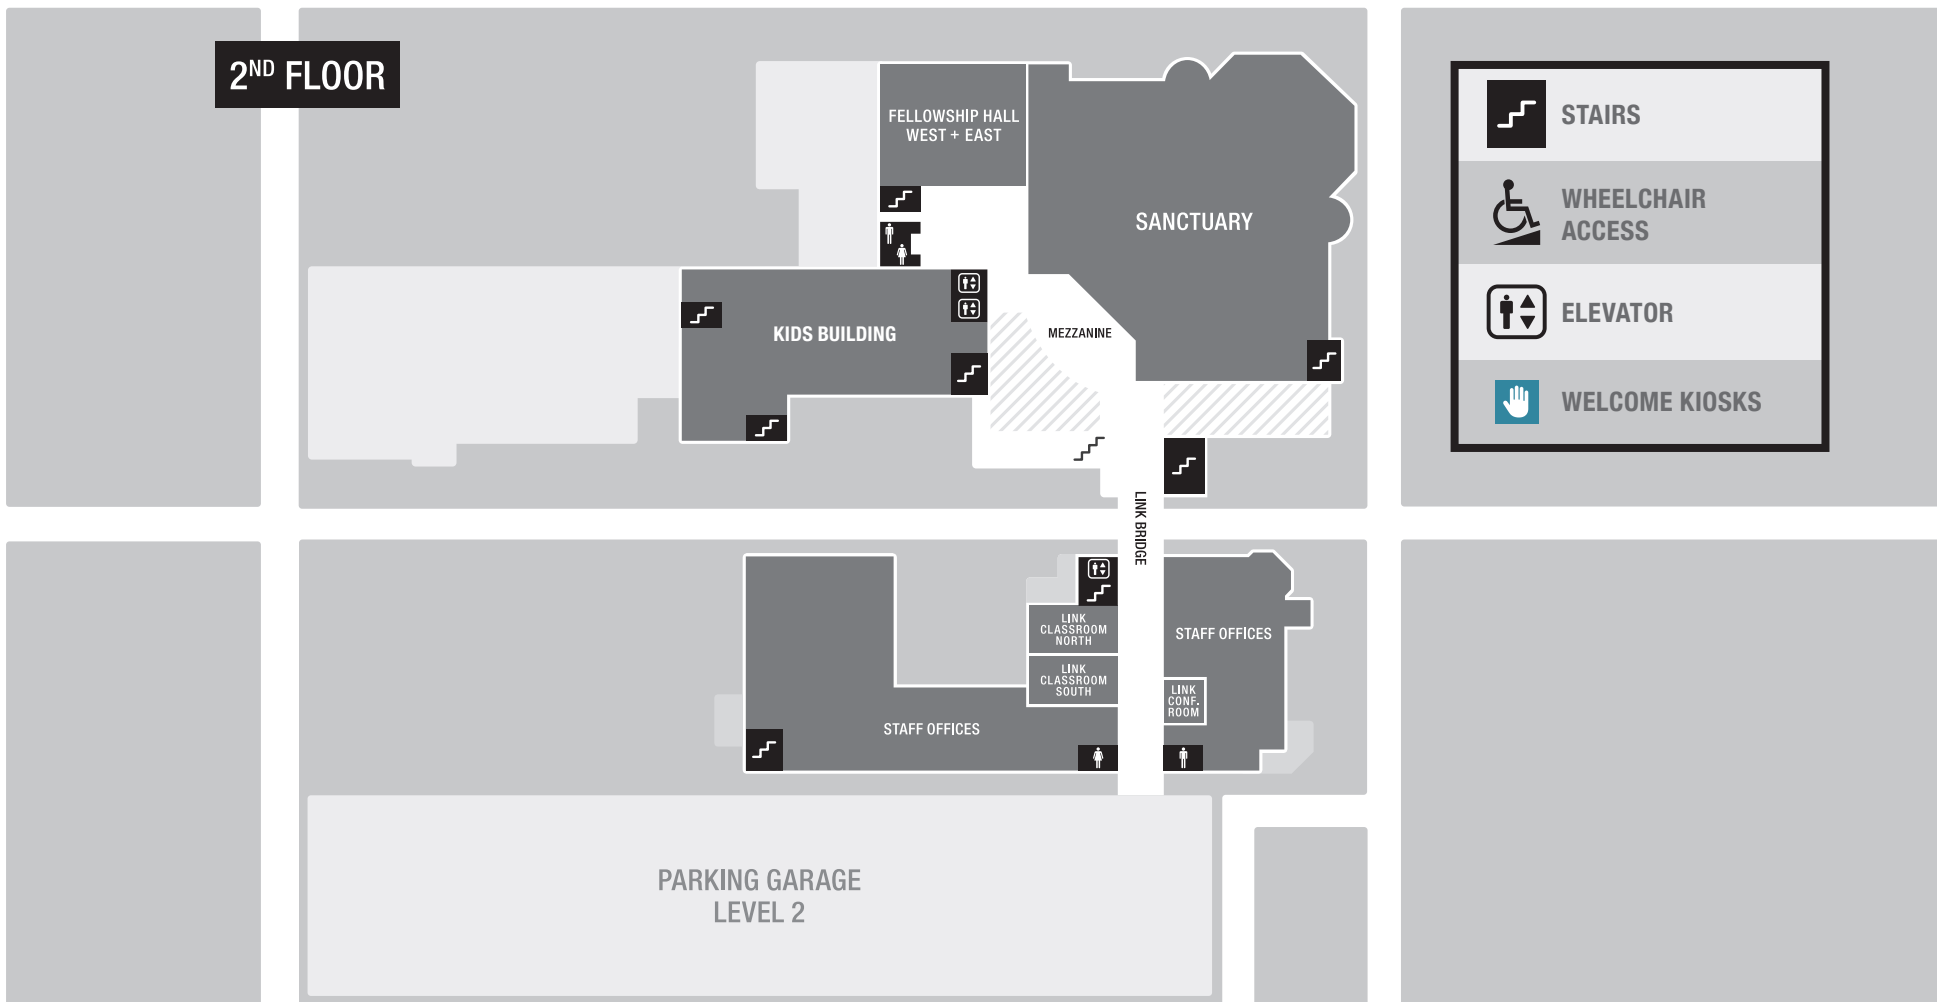 2ND FLOOR
FELLOWSHIP HALL
WEST + EAST
SANCTUARY
KIDS BUILDING
MEZZANINE
LINK BRIDGE
LINK
CLASSROOM
NORTH
LINK
CLASSROOM
SOUTH
STAFF OFFICES
LINK
CONF.
ROOM
STAFF OFFICES
PARKING GARAGE
LEVEL 2
STAIRS
WHEELCHAIR
ACCESS
ELEVATOR
WELCOME KIOSKS